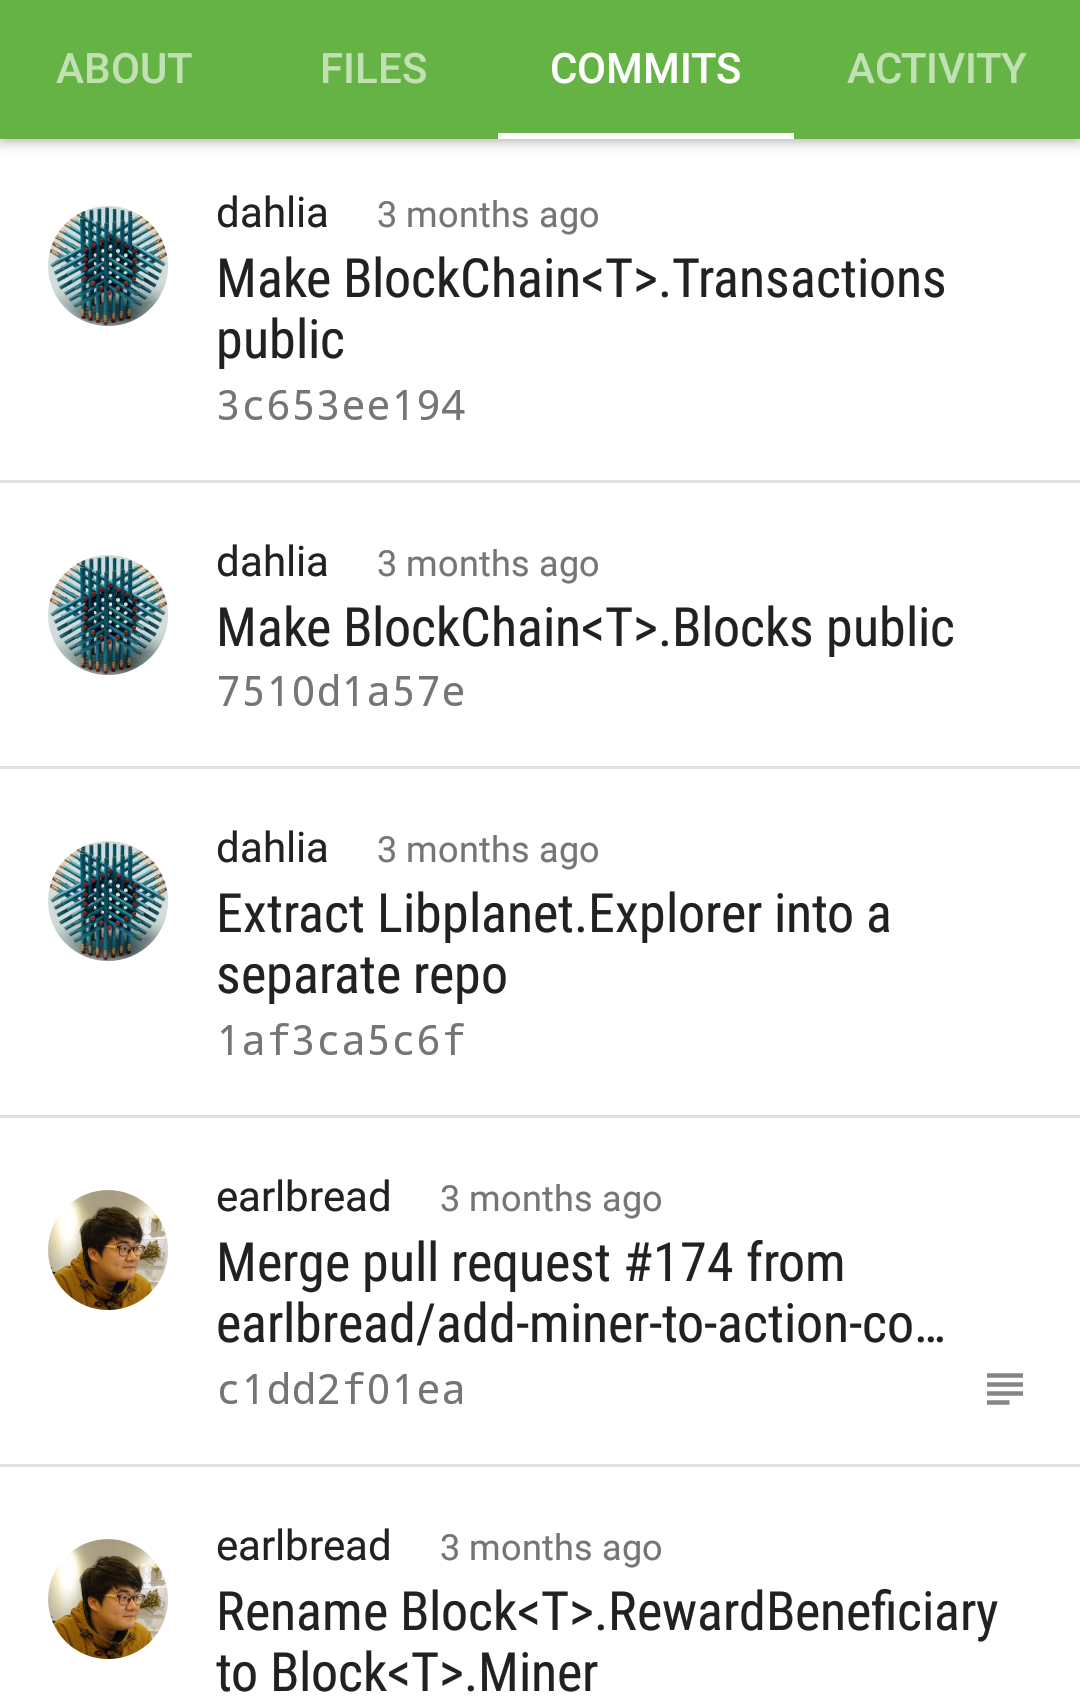 ABOUT FILES COMMITS ACTIVITY
dahlia 3 months ago
Make BlockChain<T>.Transactions
public
3c653ee194
dahlia 3 months ago
Make BlockChain<T>.Blocks public
7510d1a57e
dahlia 3 months ago
Extract Libplanet.Explorer into a
separate repo
1af3ca5c6f
earlbread 3 months ago
Merge pull request #174 from
earlbread/add-miner-to-action-co…
c1dd2f01ea
earlbread 3 months ago
Rename Block<T>.RewardBeneficiary
to Block<T>.Miner